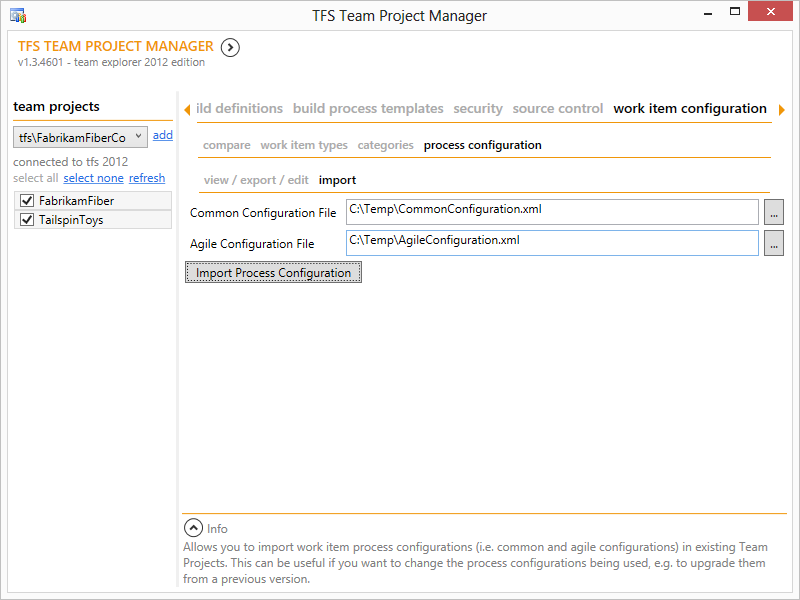 TFS Team Project Manager
TFS TEAM PROJECT MANAGER
v1.3.4601 - team explorer 2012 edition
team projects
tfs\FabrikamFiberCo add
connected to tfs 2012
select all select none refresh
FabrikamFiber
TailspinToys
ild definitions build process templates security source control work item configuration
compare work item types categories process configuration
view / export / edit import
Common Configuration File C:\Temp\CommonConfiguration.xml ...
Agile Configuration File C:\Temp\AgileConfiguration.xml ...
Import Process Configuration
Info
Allows you to import work item process configurations (i.e. common and agile configurations) in existing Team
Projects. This can be useful if you want to change the process configurations being used, e.g. to upgrade them
from a previous version.